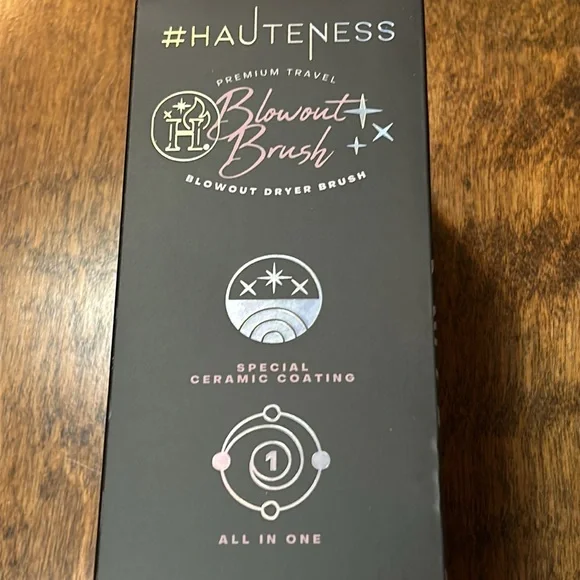 #HAUTENESS
PREMIUM TRAVEL
H.
Blowout
Brush
BLOWOUT DRYER BRUSH
SPECIAL
CERAMIC COATING
1
ALL IN ONE